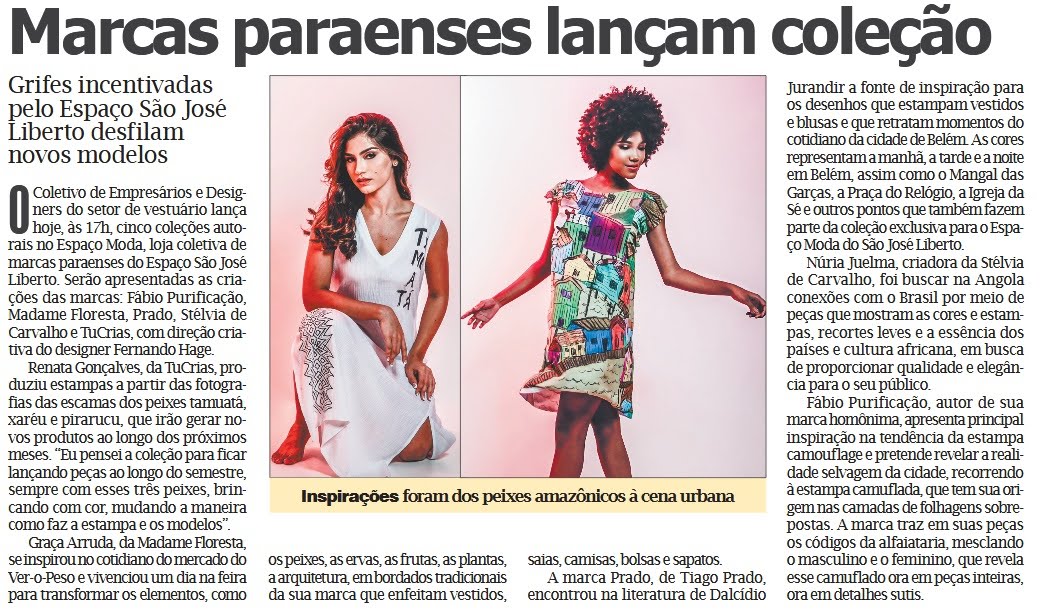 Marcas paraenses lançam coleção
Grifes incentivadas
pelo Espaço São José
Liberto desfilam
novos modelos
O Coletivo de Empresários e Desig-
ners do setor de vestuário lança
hoje, às 17h, cinco coleções auto-
rais no Espaço Moda, loja coletiva de
marcas paraenses do Espaço São José
Liberto. Serão apresentadas as cria-
ções das marcas: Fábio Purificação,
Madame Floresta, Prado, Stélvia de
Carvalho e TuCrias, com direção cria-
tiva do designer Fernando Hage.
Renata Gonçalves, da TuCrias, pro-
duziu estampas a partir das fotogra-
fias das escamas dos peixes tamuatá,
xaréu e pirarucu, que irão gerar no-
vos produtos ao longo dos próximos
meses. “Eu pensei a coleção para ficar
lançando peças ao longo do semestre,
sempre com esses três peixes, brin-
cando com cor, mudando a maneira
como faz a estampa e os modelos”.
Graça Arruda, da Madame Floresta,
se inspirou no cotidiano do mercado do
Ver-o-Peso e vivenciou um dia na feira
para transformar os elementos, como
TA
M
A
TÁ
Inspirações foram dos peixes amazônicos à cena urbana
os peixes, as ervas, as frutas, as plantas,
a arquitetura, em bordados tradicionais
da sua marca que enfeitam vestidos,
saias, camisas, bolsas e sapatos.
A marca Prado, de Tiago Prado,
encontrou na literatura de Dalcídio
Jurandir a fonte de inspiração para
os desenhos que estampam vestidos
e blusas e que retratam momentos do
cotidiano da cidade de Belém. As cores
representam a manhã, a tarde e a noite
em Belém, assim como o Mangal das
Garças, a Praça do Relógio, a Igreja da
Sé e outros pontos que também fazem
parte da coleção exclusiva para o Espa-
ço Moda do São José Liberto.
Núria Juelma, criadora da Stélvia
de Carvalho, foi buscar na Angola
conexões com o Brasil por meio de
peças que mostram as cores e estam-
pas, recortes leves e a essência dos
países e cultura africana, em busca
de proporcionar qualidade e elegân-
cia para o seu público.
Fábio Purificação, autor de sua
marca homônima, apresenta principal
inspiração na tendência da estampa
camouflage e pretende revelar a reali-
dade selvagem da cidade, recorrendo
à estampa camuflada, que tem sua ori-
gem nas camadas de folhagens sobre-
postas. A marca traz em suas peças
os códigos da alfaiataria, mesclando
o masculino e o feminino, que revela
esse camuflado ora em peças inteiras,
ora em detalhes sutis.